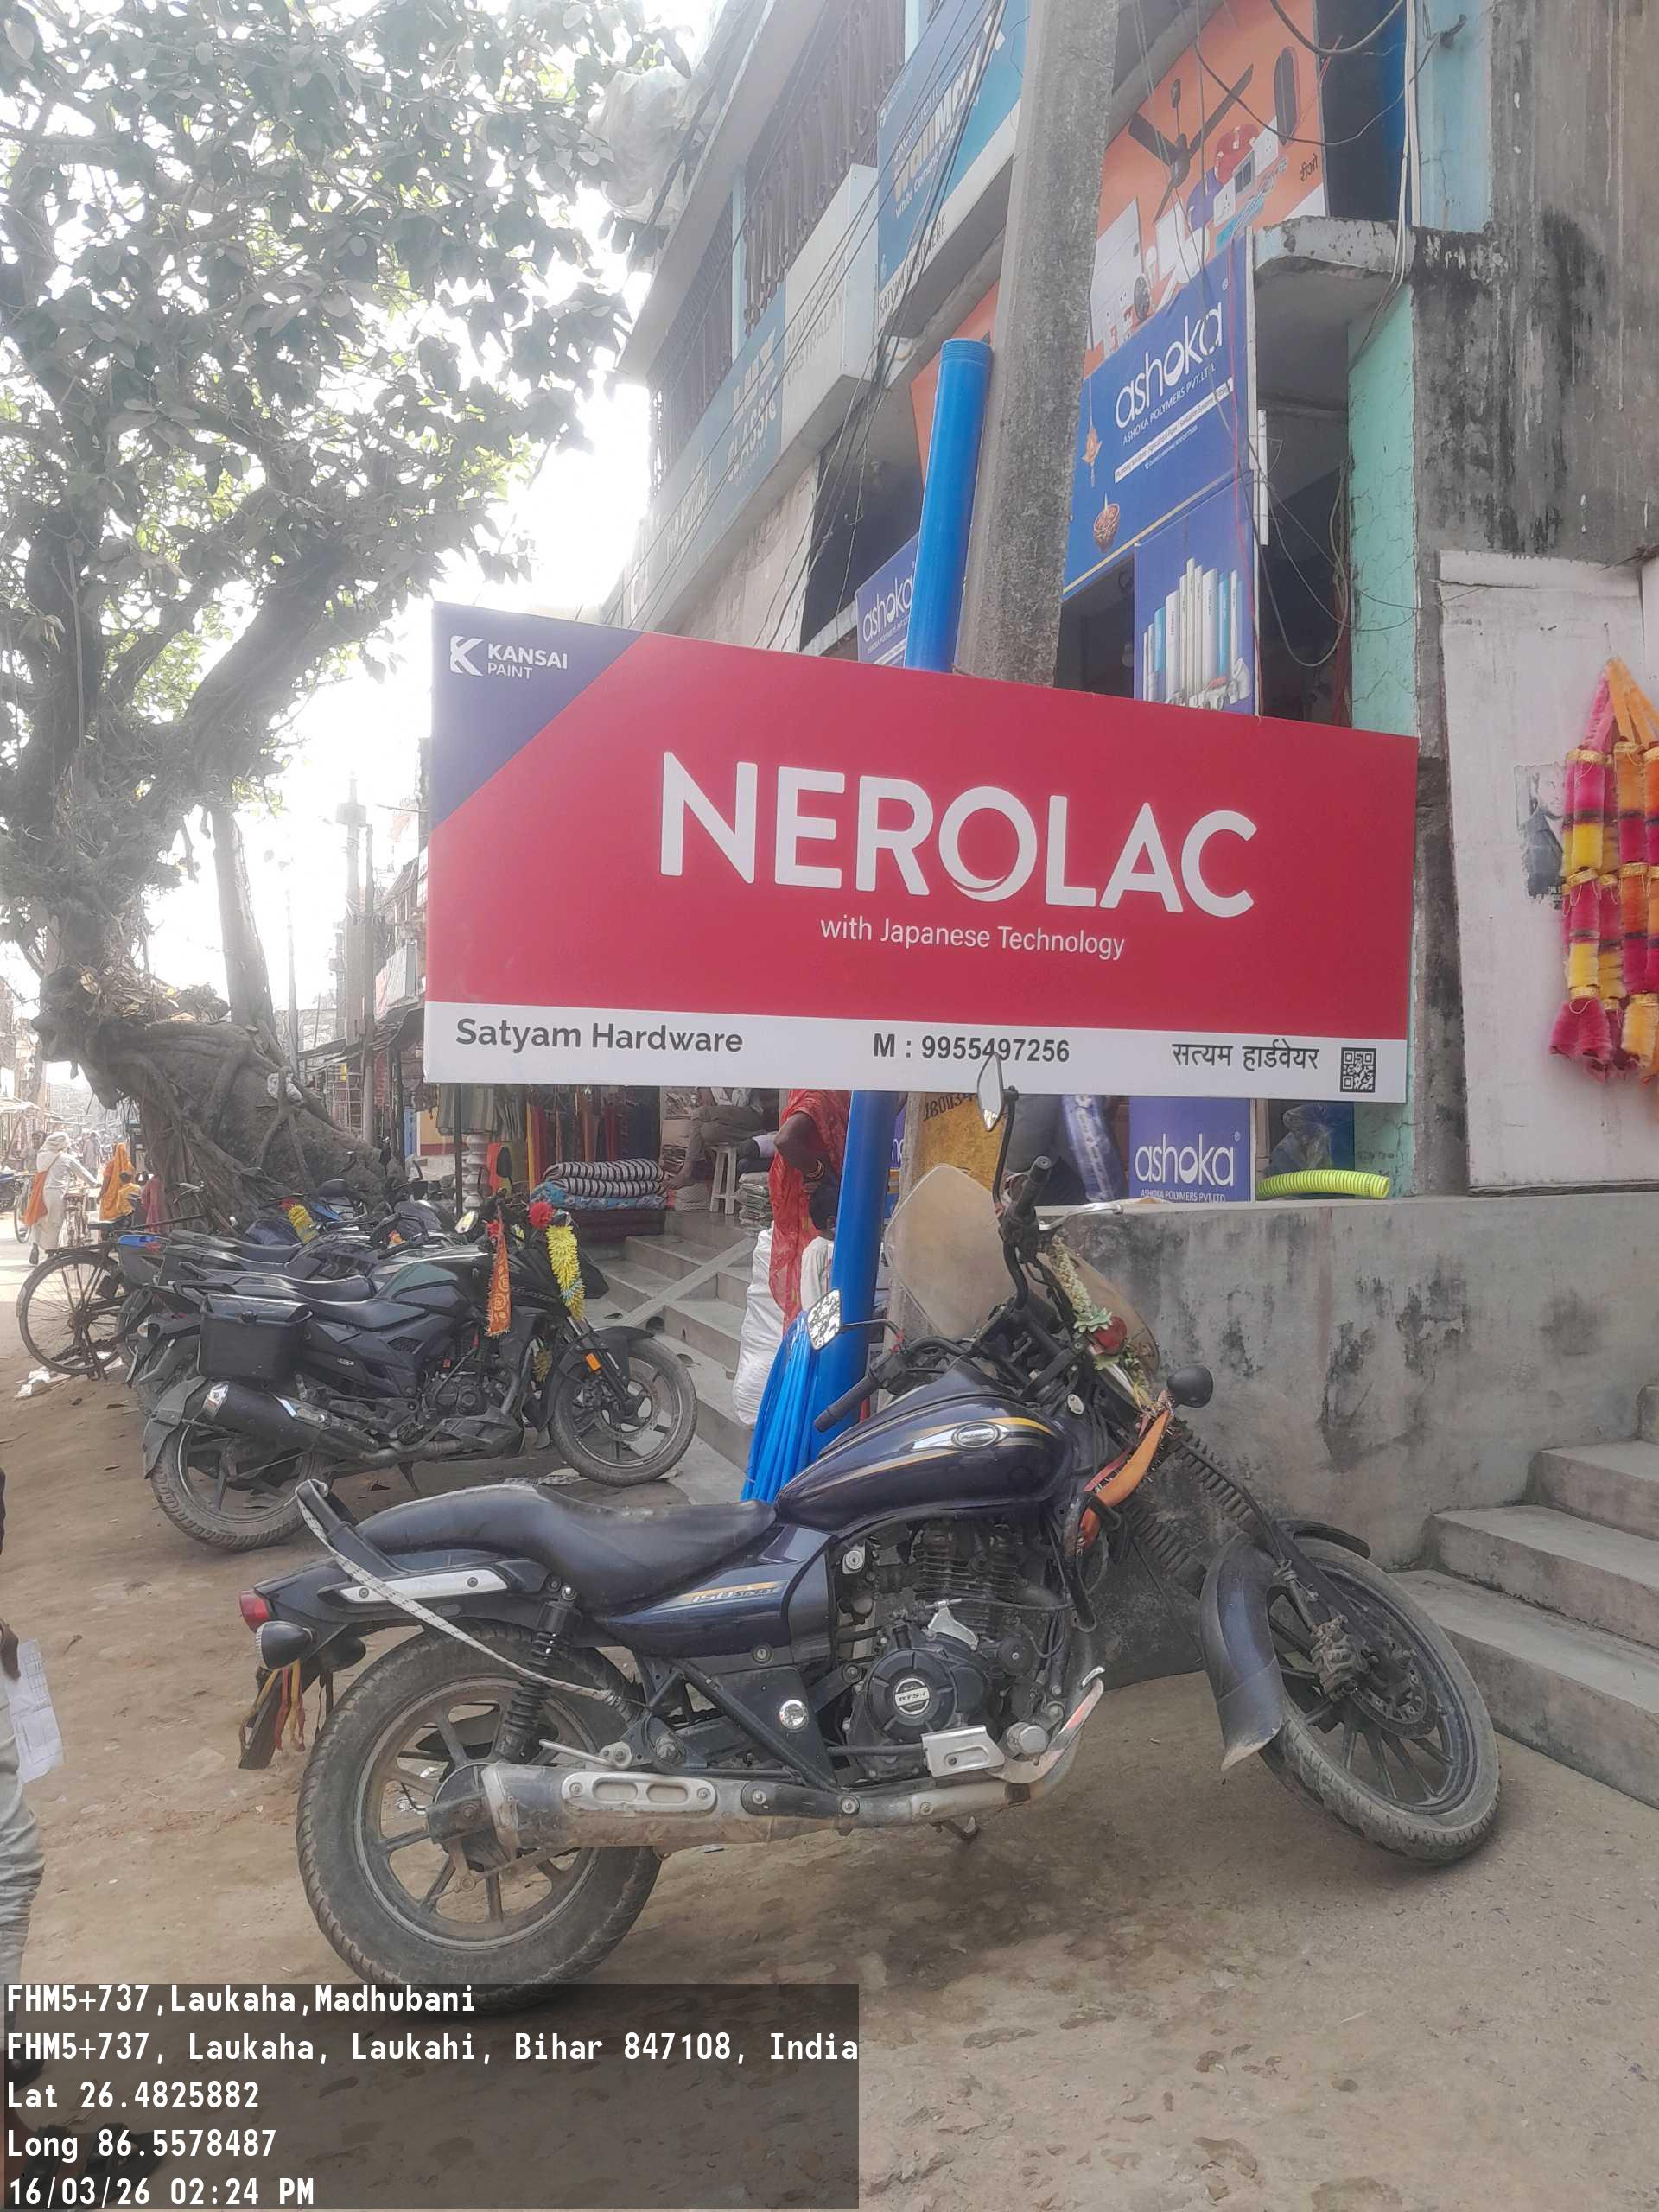 रीओ
ashoka
ASHOKA POLYMERS PVT.LTD.
CLASSIC
ashoka
KANSAI
PAINT
NEROLAC
with Japanese Technology
Satyam Hardware
M : 9955497256
सत्यम हार्डवेयर
ashoka
ASHOKA POLYMERS PVT.LTD.
BTS-i
FHM5+737,Laukaha,Madhubani
FHM5+737, Laukaha, Laukahi, Bihar 847108, India
Lat 26.4825882
Long 86.5578487
16/03/26 02:24 PM